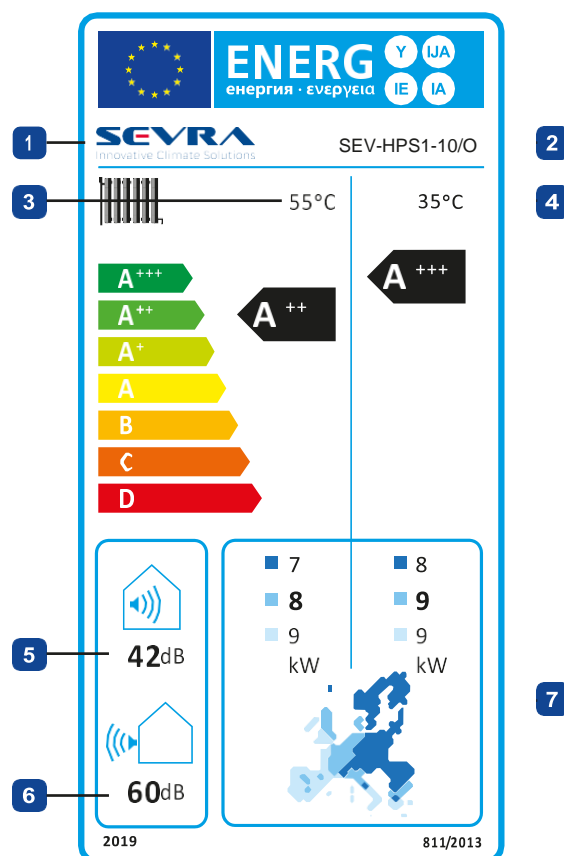 ENERG Y IJA
енергия · ενεργεια IE IA
1 SEVRA SEV-HPS1-10/O 2
Innovative Climate Solutions
3 55°C 35°C 4
A+++ A+++
A++ A++
A+
A
B
C
D
7 8
8 9
9 9
kW kW
5 42dB
7
6 60dB
2019 811/2013